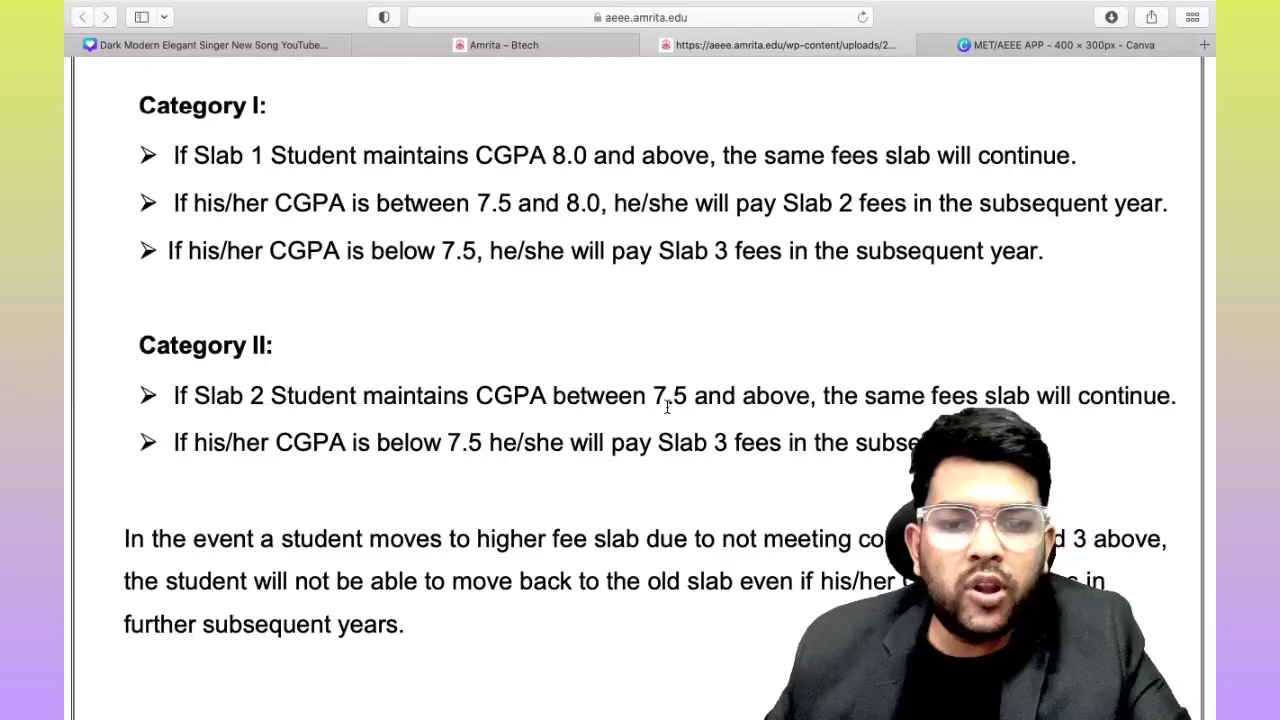 aeee.amrita.edu
Dark Modern Elegant Singer New Song YouTube... Amrita – Btech https://aeee.amrita.edu/wp-content/uploads/2... MET/AEEE APP - 400 × 300px - Canva
Category I:
➢ If Slab 1 Student maintains CGPA 8.0 and above, the same fees slab will continue.
➢ If his/her CGPA is between 7.5 and 8.0, he/she will pay Slab 2 fees in the subsequent year.
➢ If his/her CGPA is below 7.5, he/she will pay Slab 3 fees in the subsequent year.
Category II:
➢ If Slab 2 Student maintains CGPA between 7.5 and above, the same fees slab will continue.
➢ If his/her CGPA is below 7.5 he/she will pay Slab 3 fees in the
In the event a student moves to higher fee slab due to not meeting 3 above,
the student will not be able to move back to the old slab even if his/her in
further subsequent years.